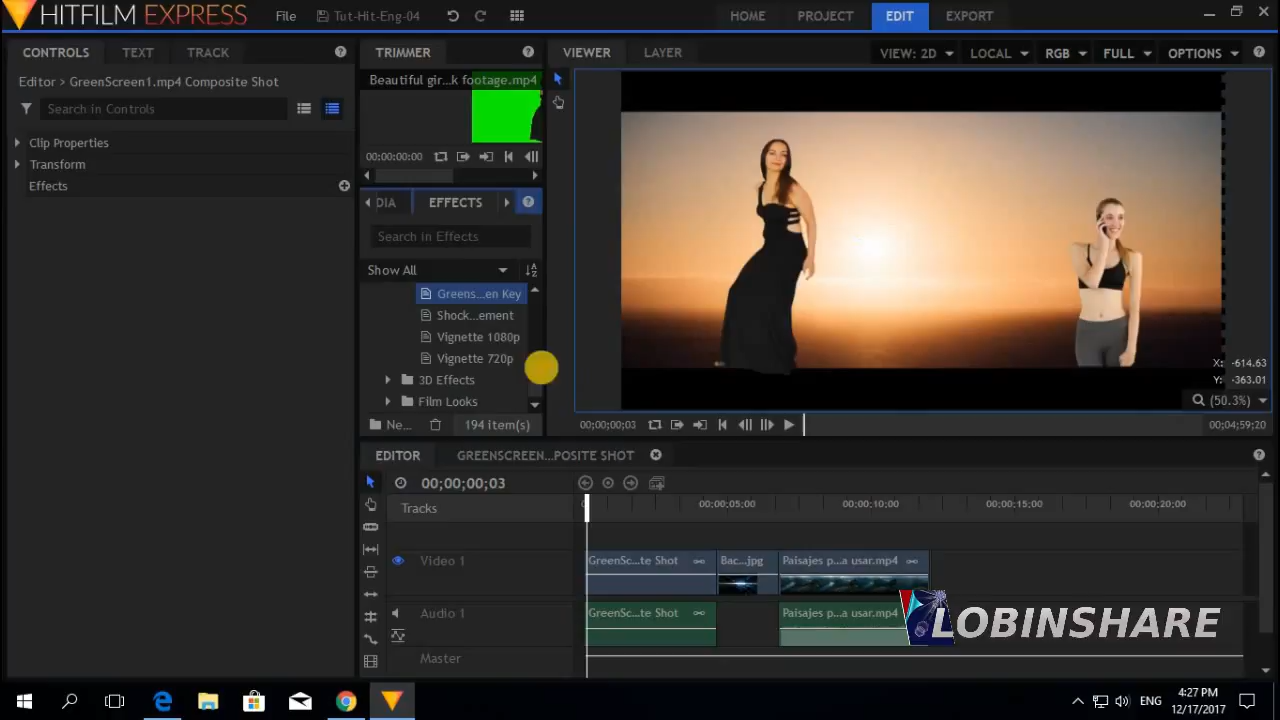 HITFILM EXPRESS
File
Tut-Hit-Eng-04
HOME
PROJECT
EDIT
EXPORT
CONTROLS
TEXT
TRACK
Editor > GreenScreen1.mp4 Composite Shot
Search in Controls
Clip Properties
Transform
Effects
TRIMMER
Beautiful gir...k footage.mp4
00:00:00:00
DIA
EFFECTS
Search in Effects
Show All
Greens...en Key
Shock...ement
Vignette 1080p
Vignette 720p
3D Effects
Film Looks
Ne...
194 item(s)
VIEWER
LAYER
VIEW: 2D
LOCAL
RGB
FULL
OPTIONS
X: -614.63
Y: -363.01
(50.3%)
00;00;00;03
00;04;59;20
EDITOR
GREENSCREEN...POSITE SHOT
00;00;00;03
Tracks
00;00;05;00
00;00;10;00
00;00;15;00
00;00;20;00
Video 1
GreenSc...te Shot
Bac...jpg
Paisajes p...a usar.mp4
Audio 1
GreenSc...te Shot
Paisajes p...a usar.mp4
Master
LOBINSHARE
ENG
4:27 PM
12/17/2017